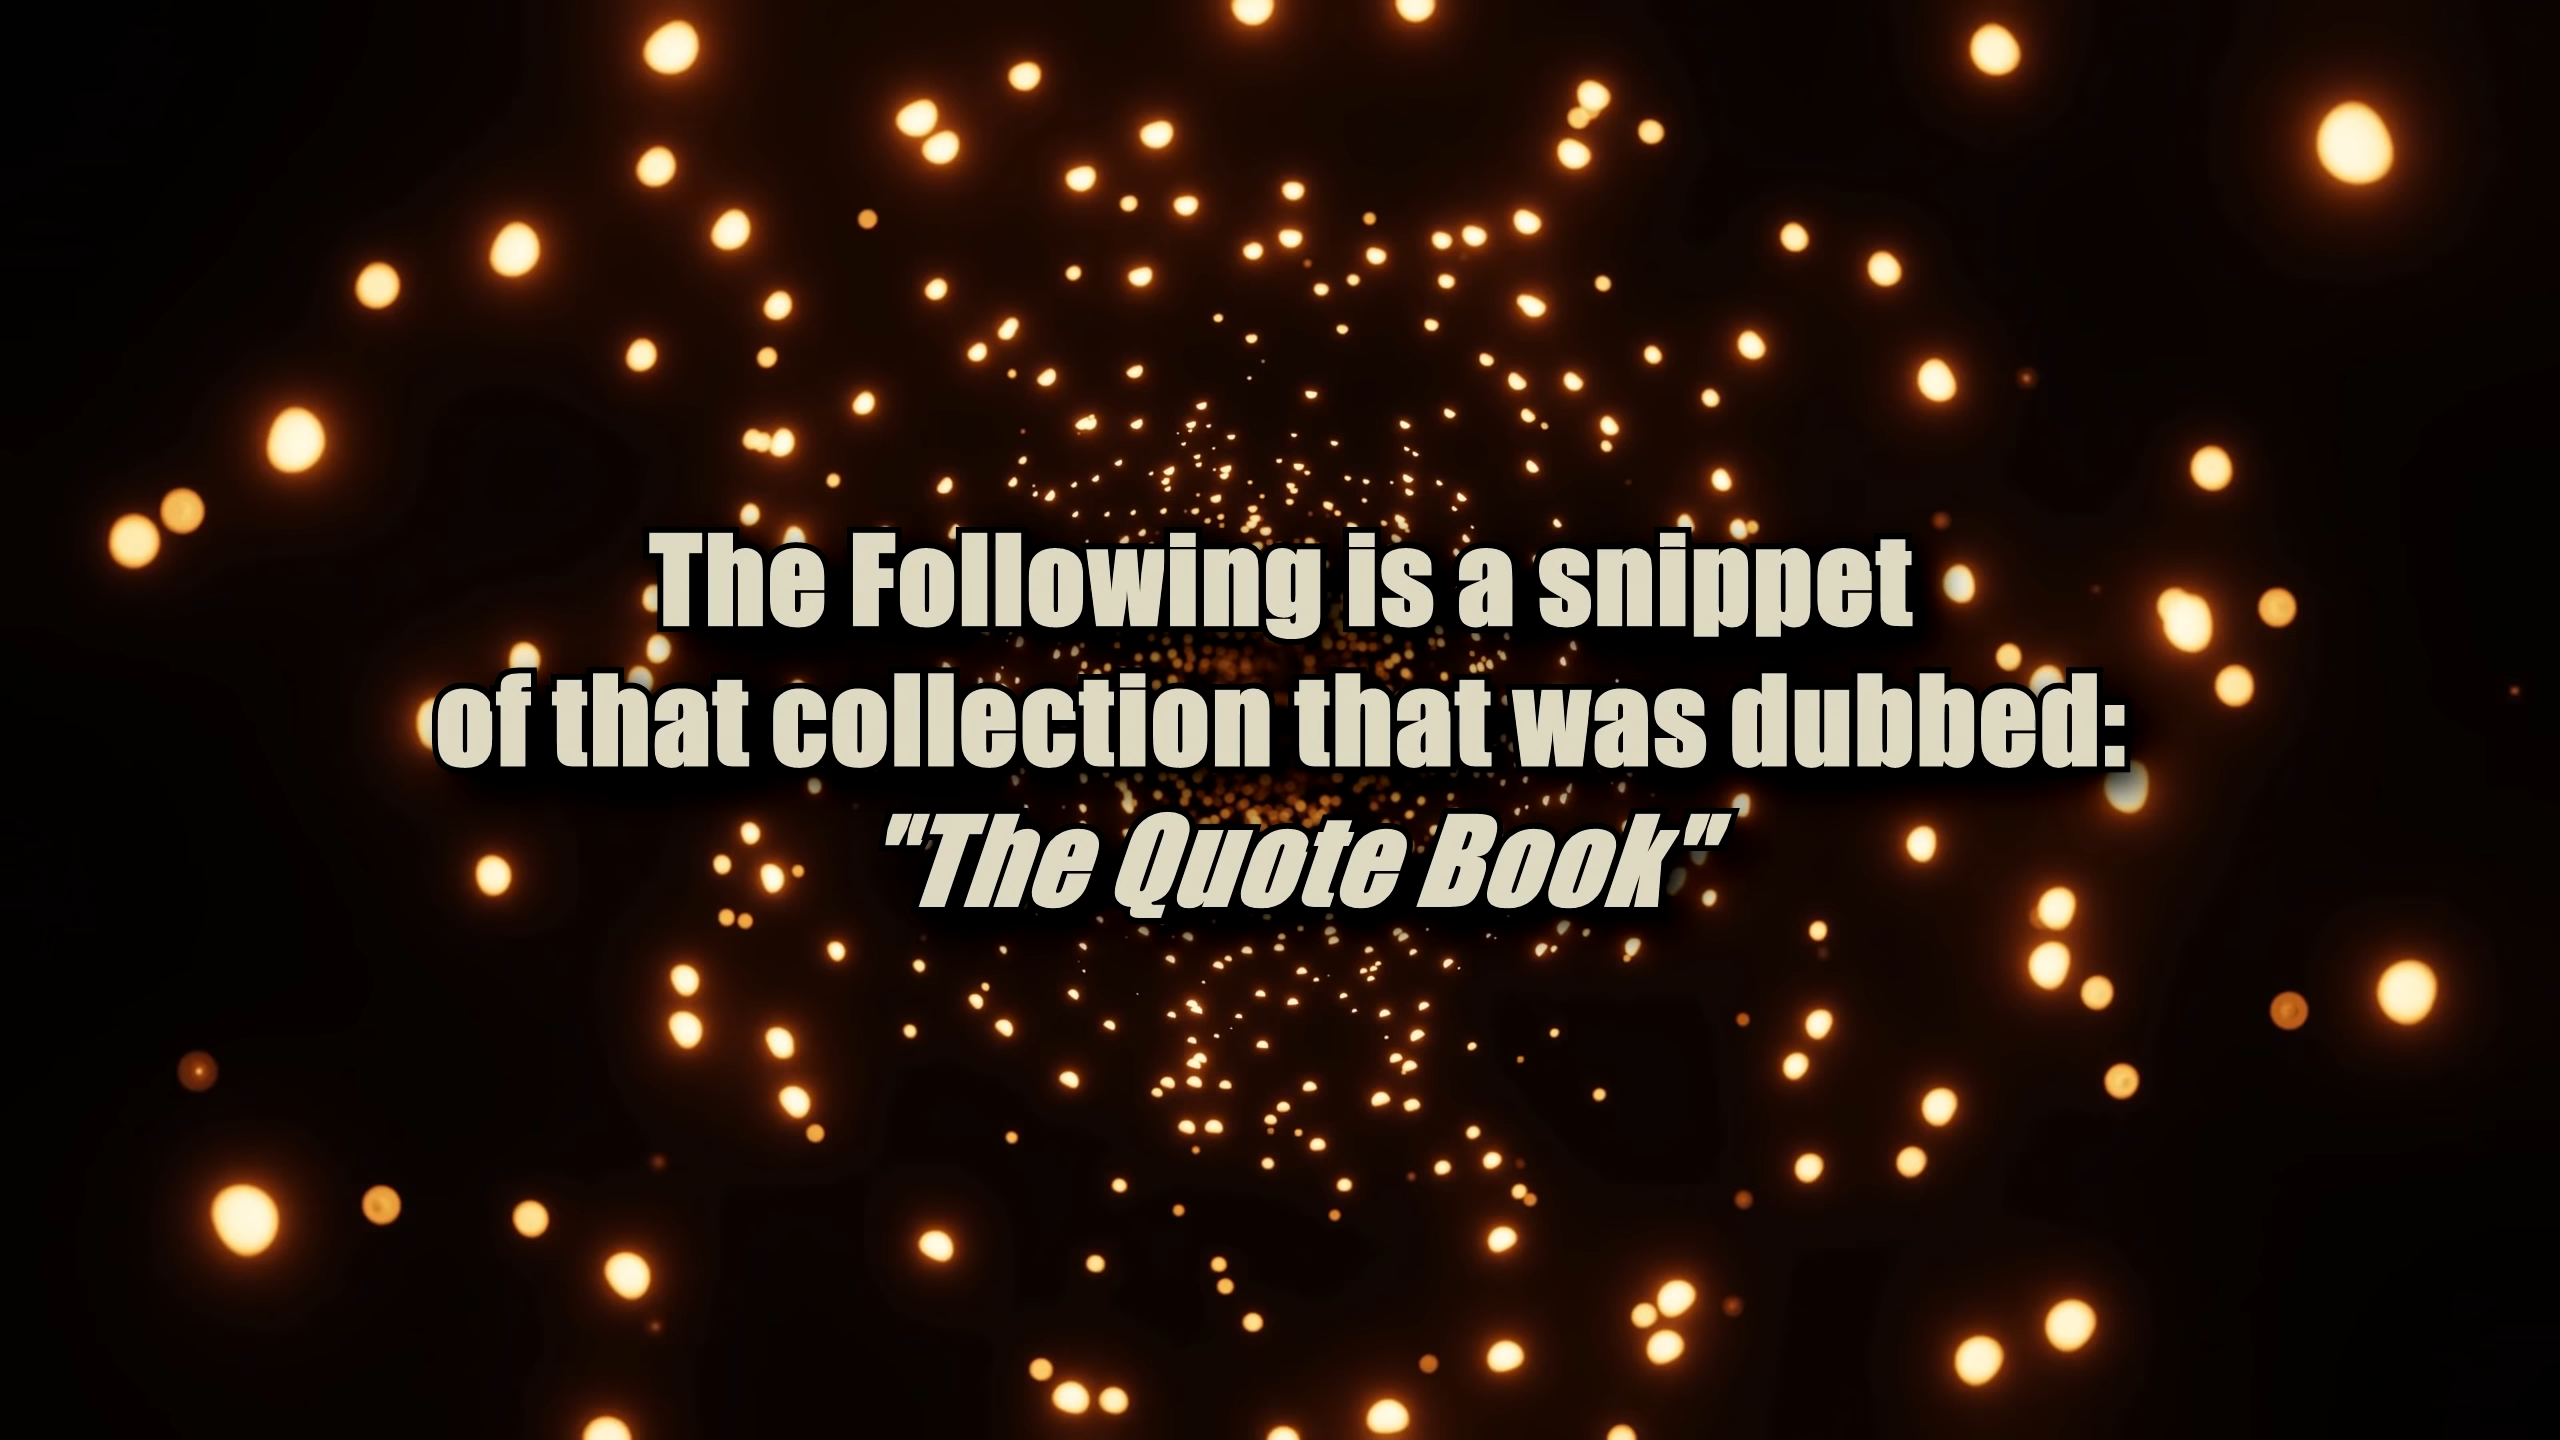 The Following is a snippet
of that collection that was dubbed:
"The Quote Book"